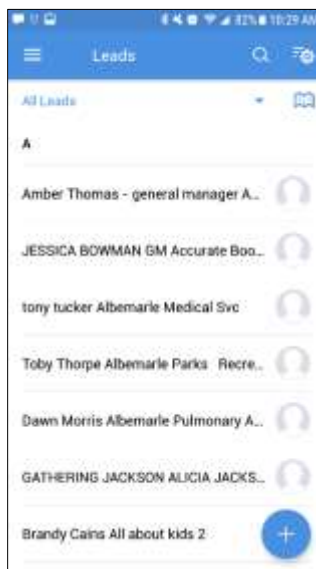 82% 10:29 AM
Leads
All Leads
A
Amber Thomas - general manager A...
JESSICA BOWMAN GM Accurate Boo...
tony tucker Albemarle Medical Svc
Toby Thorpe Albemarle Parks Recre...
Dawn Morris Albemarle Pulmonary A...
GATHERING JACKSON ALICIA JACKS...
Brandy Cains All about kids 2